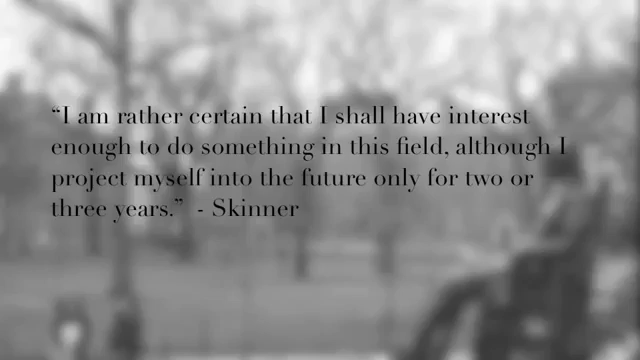 “I am rather certain that I shall have interest
enough to do something in this field, although I
project myself into the future only for two or
three years.”  - Skinner